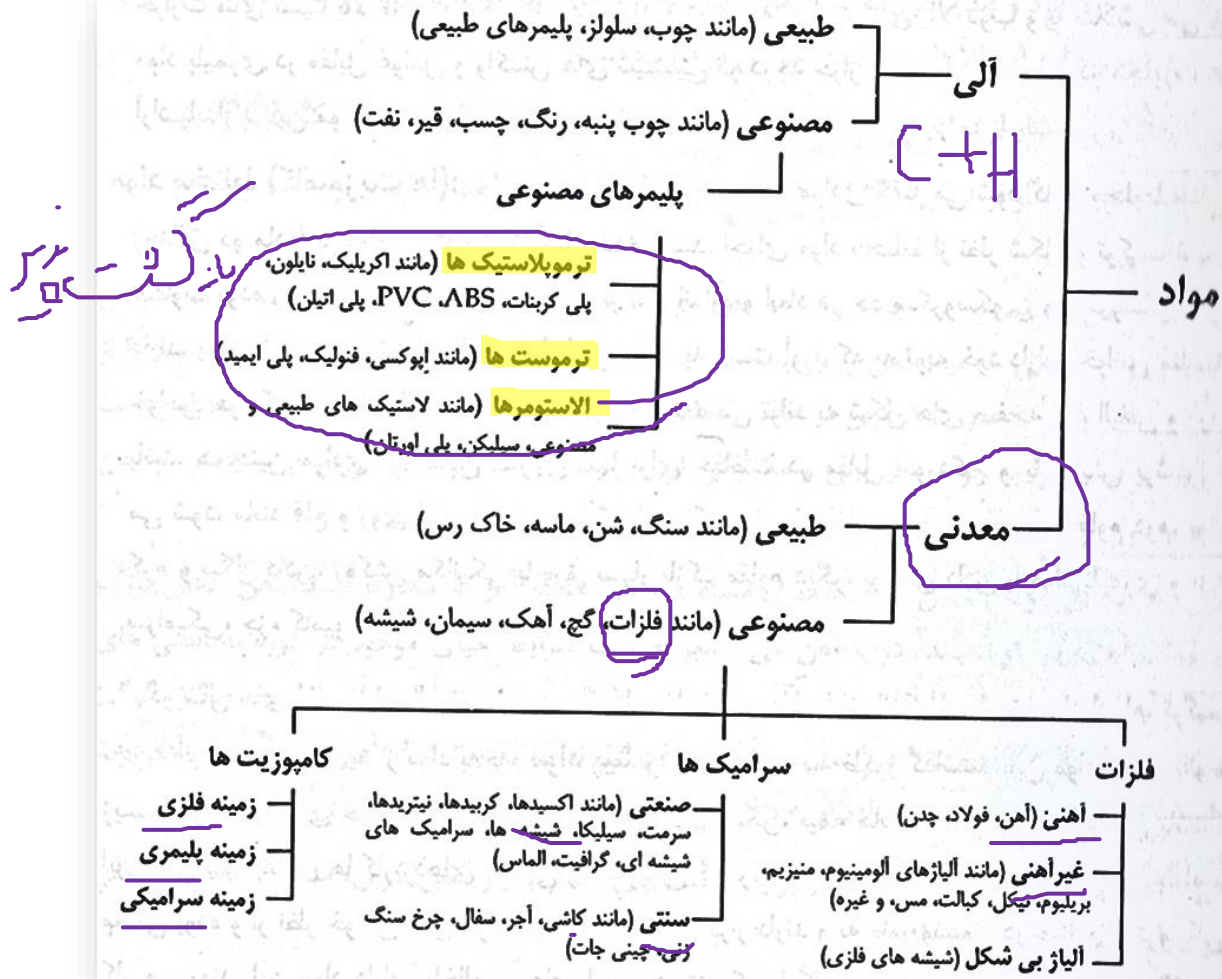 طبیعی (مانند چوب، سلولز، پلیمرهای طبیعی)
آلی
مصنوعی (مانند چوب پنبه، رنگ، چسب، قیر، نفت)
C+H
پلیمرهای مصنوعی
ترموپلاستیک ها (مانند اکریلیک، نایلون،
پلی کربنات، PVC ،ABS، پلی اتیلن)
مواد
ترموست ها (مانند اپوکسی، فنولیک، پلی ایمید)
الاستومرها (مانند لاستیک های طبیعی و
مصنوعی، سیلیکن، پلی اورتان)
معدنی
طبیعی (مانند سنگ، شن، ماسه، خاک رس)
مصنوعی (مانند فلزات، گچ، آهک، سیمان، شیشه)
فلزات
آهنی (آهن، فولاد، چدن)
غیرآهنی (مانند آلیاژهای آلومینیوم، منیزیم،
بریلیوم، نیکل، کبالت، مس، و غیره)
آلیاژ بی شکل (شیشه های فلزی)
سرامیک ها
صنعتی (مانند اکسیدها، کربیدها، نیتریدها،
سرمت، سیلیکا، شیشه ها، سرامیک های
شیشه ای، گرافیت، الماس)
سنتی (مانند کاشی، آجر، سفال، چرخ سنگ
زنی، چینی جات)
کامپوزیت ها
زمینه فلزی
زمینه پلیمری
زمینه سرامیکی